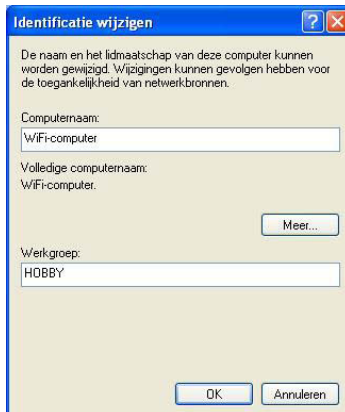 Identificatie wijzigen
De naam en het lidmaatschap van deze computer kunnen
worden gewijzigd. Wijzigingen kunnen gevolgen hebben voor
de toegankelijkheid van netwerkbronnen.
Computernaam:
WiFi-computer
Volledige computernaam:
WiFi-computer.
Meer...
Werkgroep:
HOBBY
OK
Annuleren